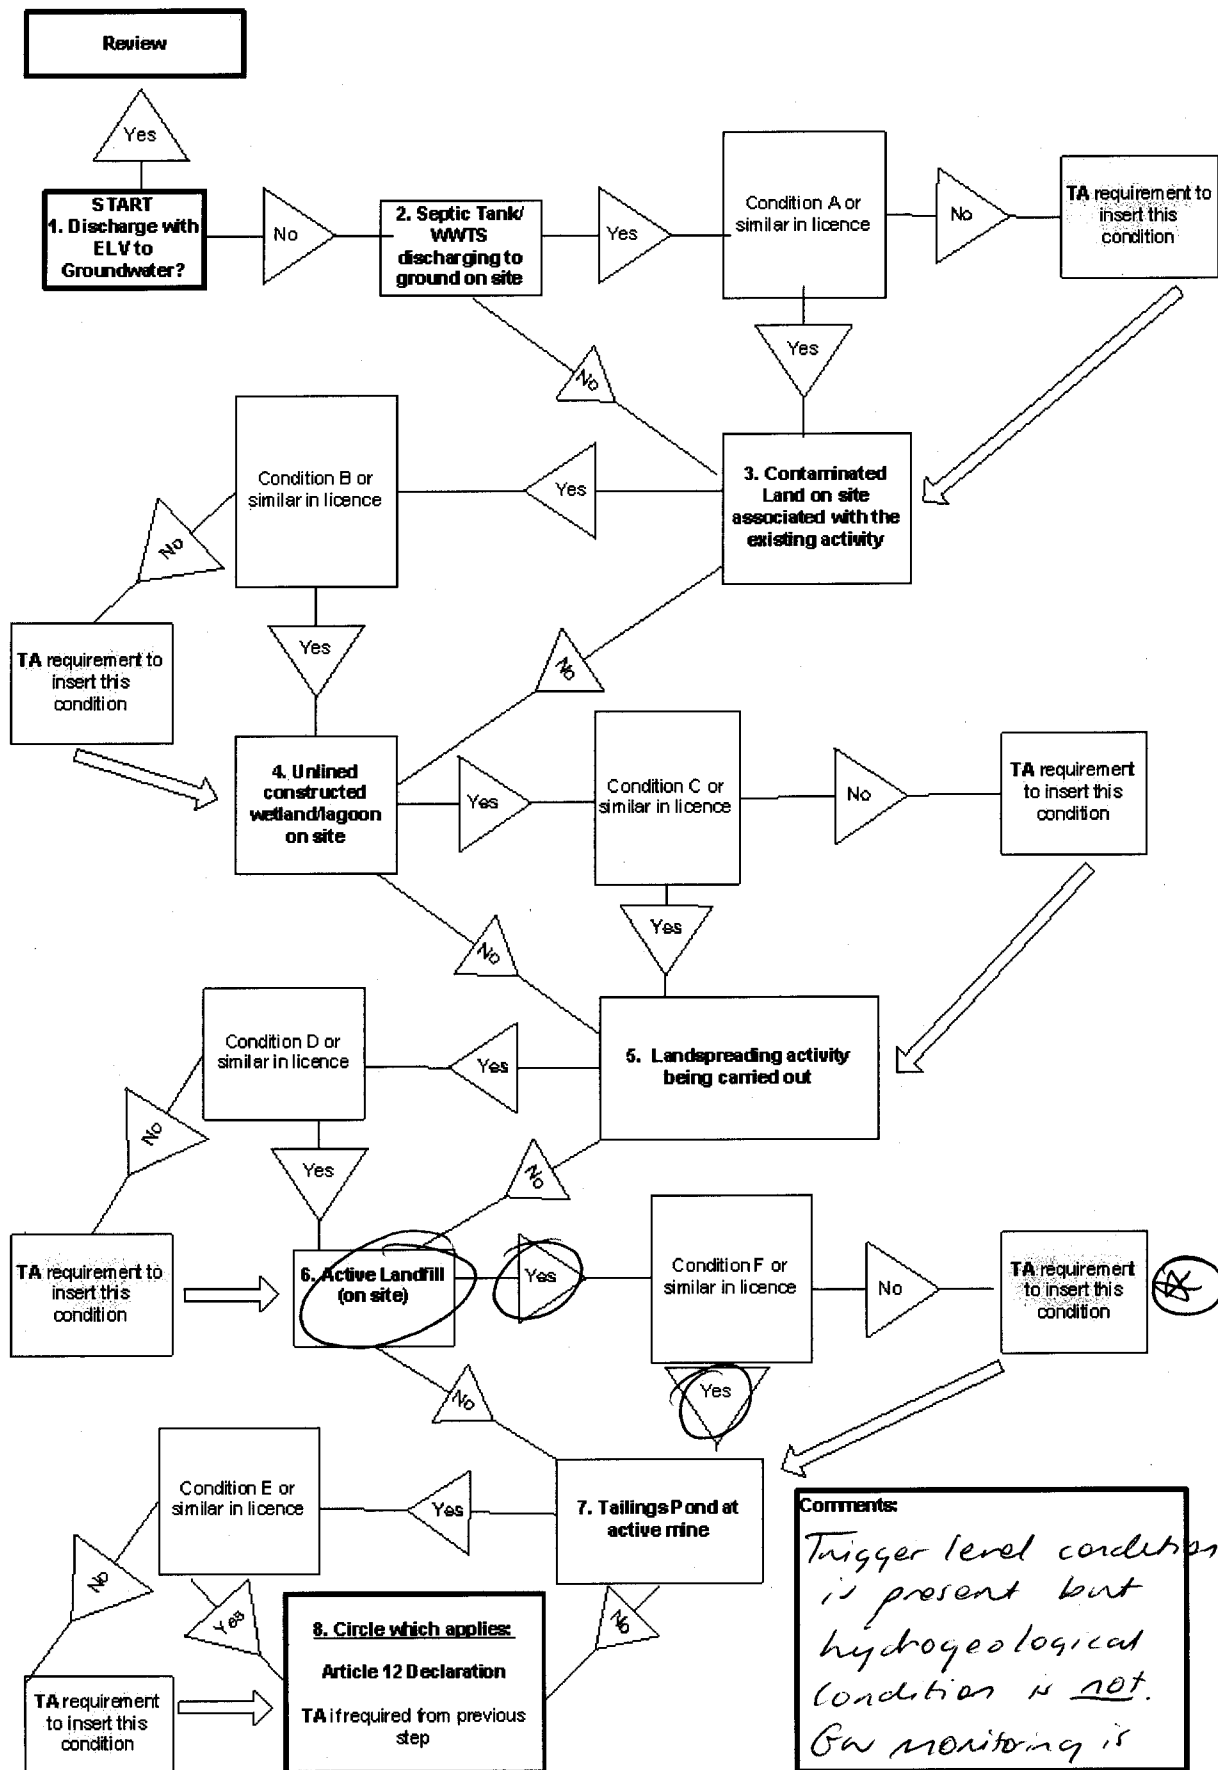 Review
Yes
START
1. Discharge with
ELV to
Groundwater?
No
2. Septic Tank/
WWTS
discharging to
ground on site
Yes
Condition A or
similar in licence
No
TA requirement to
insert this
condition
Yes
No
3. Contaminated
Land on site
associated with the
existing activity
Yes
Condition B or
similar in licence
No
TA requirement to
insert this
condition
Yes
No
4. Unlined
constructed
wetland/lagoon
on site
Yes
Condition C or
similar in licence
No
TA requirement
to insert this
condition
Yes
No
5. Landspreading activity
being carried out
Yes
Condition D or
similar in licence
No
TA requirement to
insert this
condition
Yes
No
6. Active Landfill
(on site)
Yes
Condition F or
similar in licence
No
TA requirement
to insert this
condition
Yes
No
7. Tailings Pond at
active mine
Yes
Condition E or
similar in licence
No
TA requirement
to insert this
condition
Yes
No
8. Circle which applies:
Article 12 Declaration
TA if required from previous
step
Comments:
Trigger level condition
is present but
hydrogeological
condition is not.
GW monitoring is